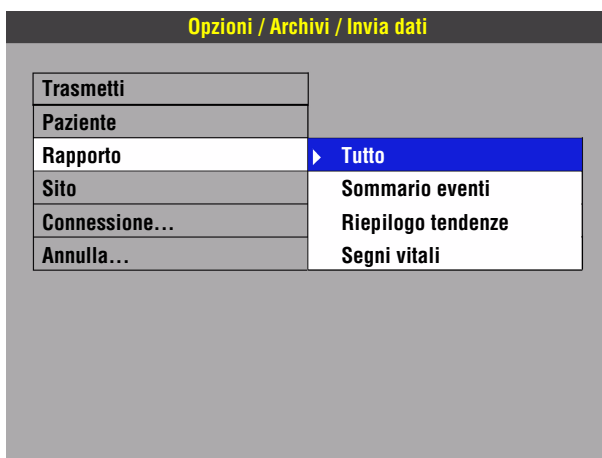 Opzioni / Archivi / Invia dati
Trasmetti
Paziente
Rapporto
Tutto
Sito
Sommario eventi
Connessione...
Riepilogo tendenze
Annulla...
Segni vitali